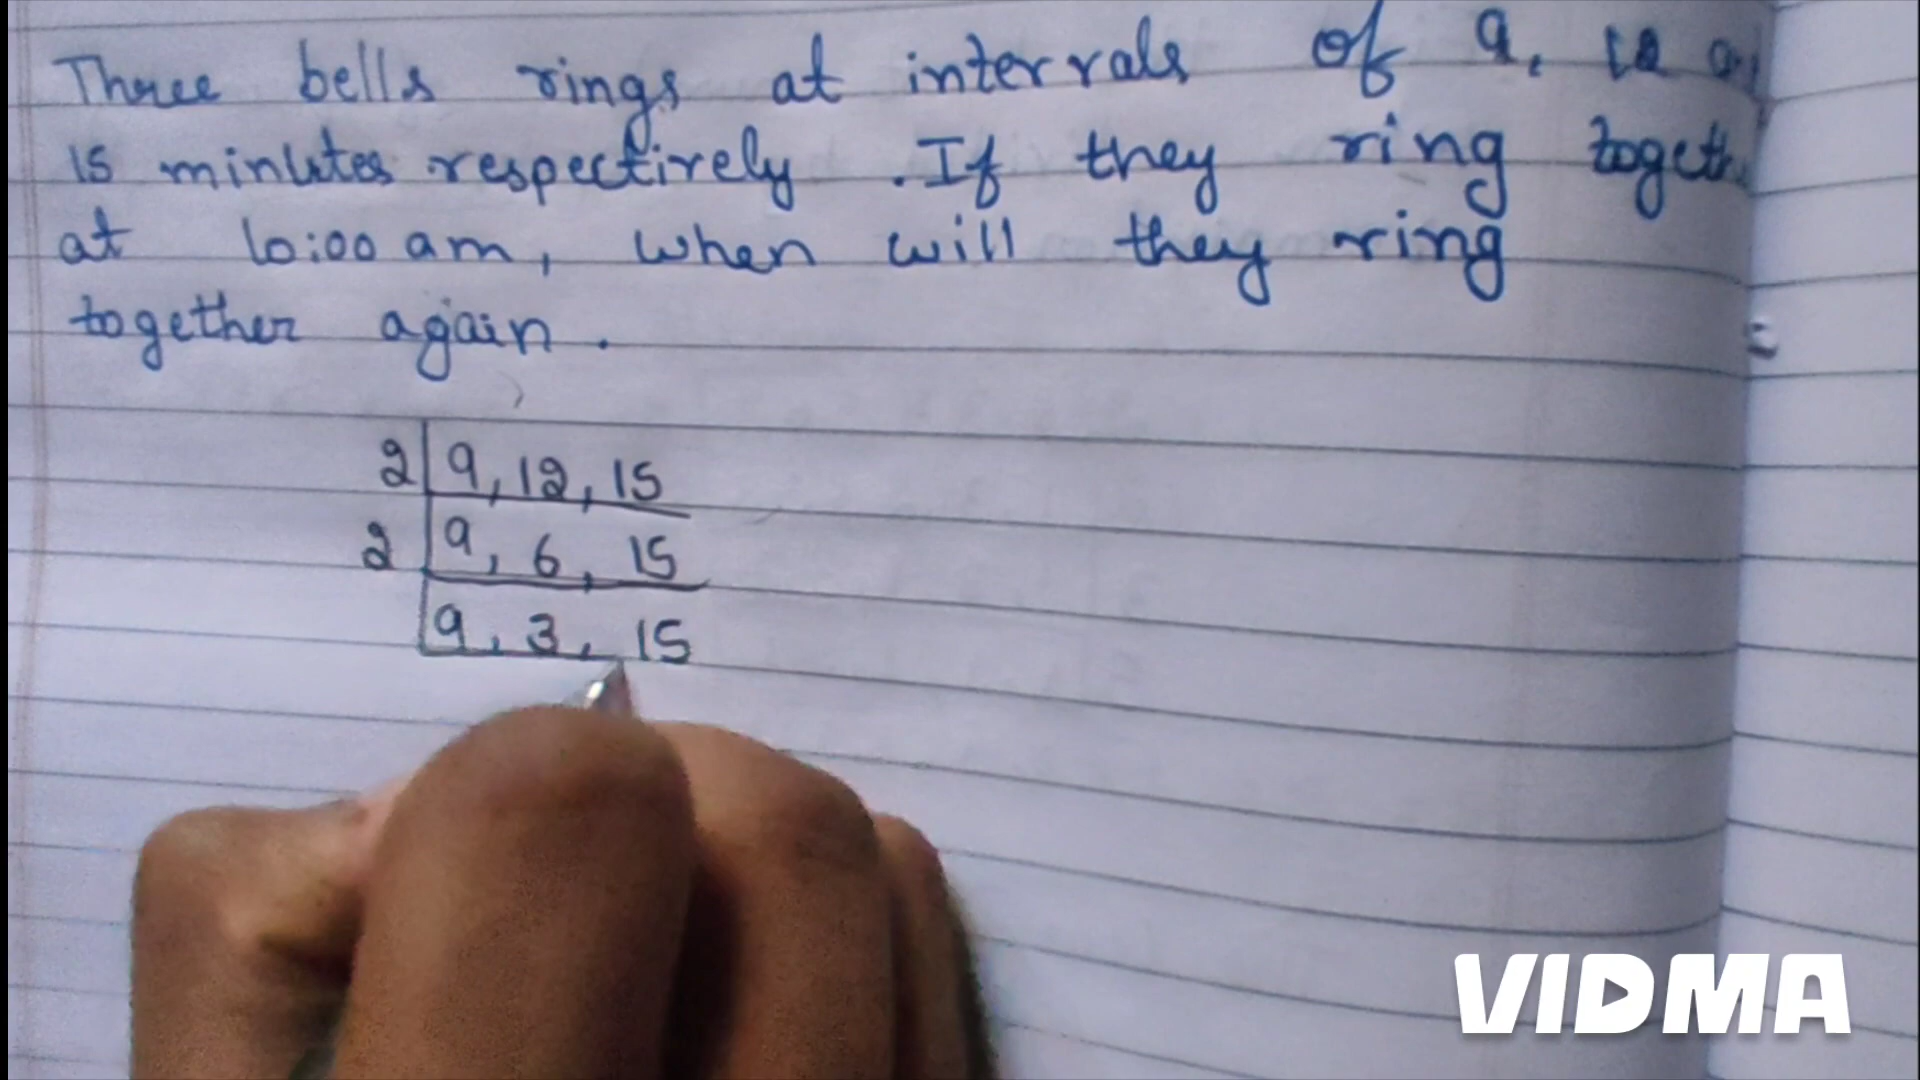 Three bells rings at intervals of 9, 12
15 minutes respectively . If they ring
at 10:00 am, when will they ring
together again .
2 9, 12, 15
2 9, 6, 15
9, 3, 15
VIDMA